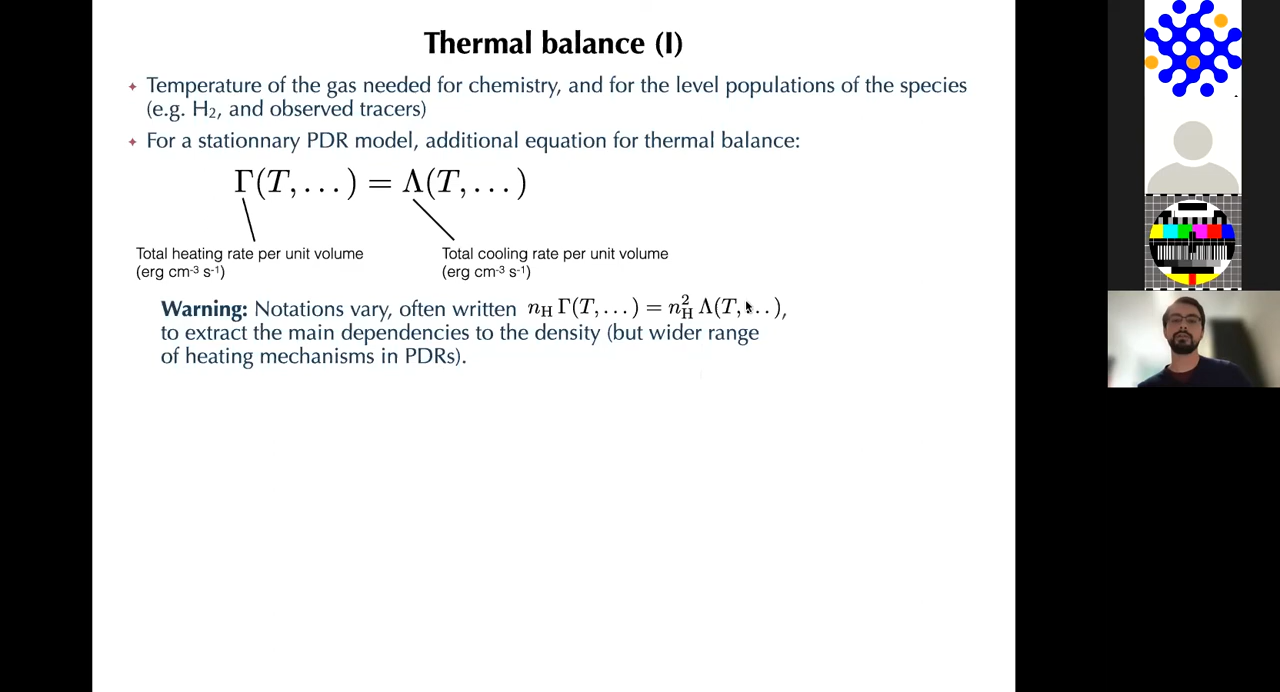 Thermal balance (I)
Temperature of the gas needed for chemistry, and for the level populations of the species
(e.g. H₂, and observed tracers)
For a stationnary PDR model, additional equation for thermal balance:
Γ(T, . . . ) = Λ(T, . . . )
Total heating rate per unit volume
(erg cm⁻³ s⁻¹)
Total cooling rate per unit volume
(erg cm⁻³ s⁻¹)
Warning: Notations vary, often written n_H Γ(T, . . . ) = n_H² Λ(T, . . . ),
to extract the main dependencies to the density (but wider range
of heating mechanisms in PDRs).